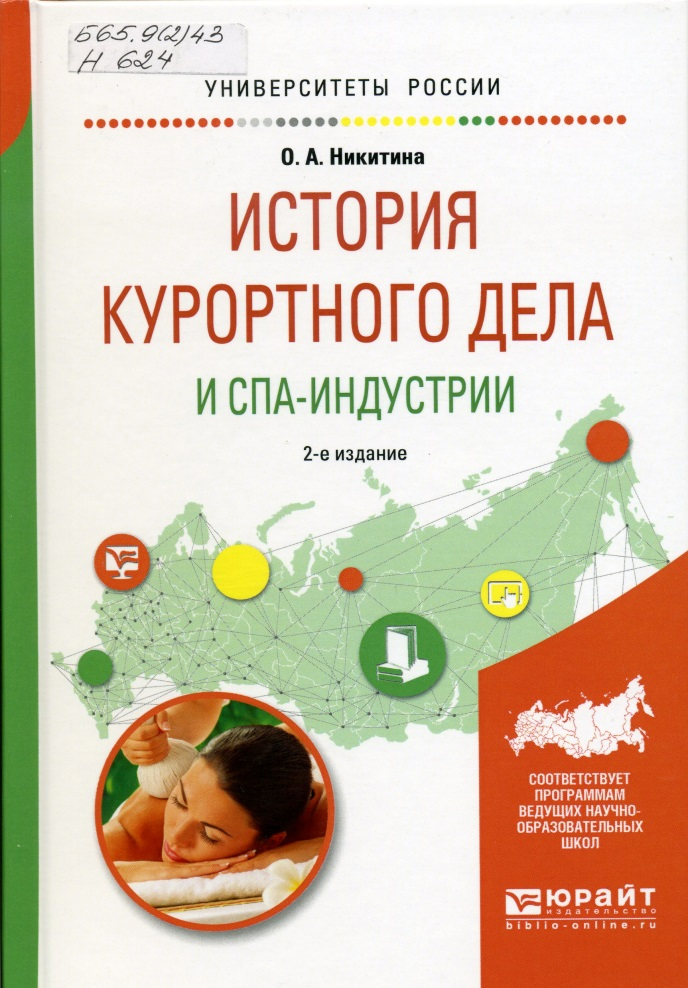 Б65.9(2)43
Н 624
УНИВЕРСИТЕТЫ РОССИИ
О. А. Никитина
ИСТОРИЯ
КУРОРТНОГО ДЕЛА
И СПА-ИНДУСТРИИ
2-е издание
СООТВЕТСТВУЕТ
ПРОГРАММАМ
ВЕДУЩИХ НАУЧНО-
ОБРАЗОВАТЕЛЬНЫХ
ШКОЛ
юрайт
издательство
biblio-online.ru